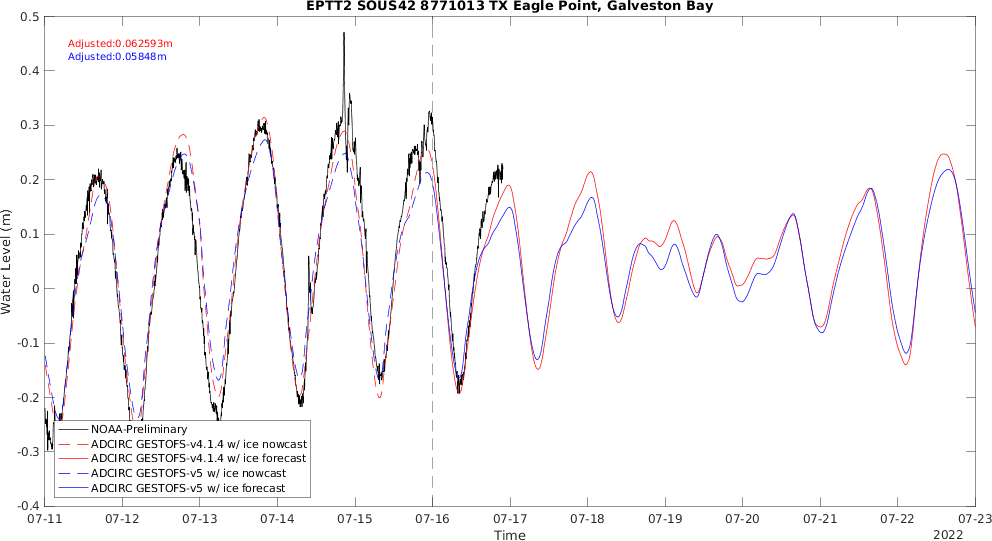 EPTT2 SOUS42 8771013 TX Eagle Point, Galveston Bay
Adjusted:0.062593m
Adjusted:0.05848m
0.5
0.4
0.3
0.2
0.1
0
-0.1
-0.2
-0.3
-0.4
Water Level (m)
NOAA-Preliminary
ADCIRC GESTOFS-v4.1.4 w/ ice nowcast
ADCIRC GESTOFS-v4.1.4 w/ ice forecast
ADCIRC GESTOFS-v5 w/ ice nowcast
ADCIRC GESTOFS-v5 w/ ice forecast
07-11 07-12 07-13 07-14 07-15 07-16 07-17 07-18 07-19 07-20 07-21 07-22 07-23
Time
2022